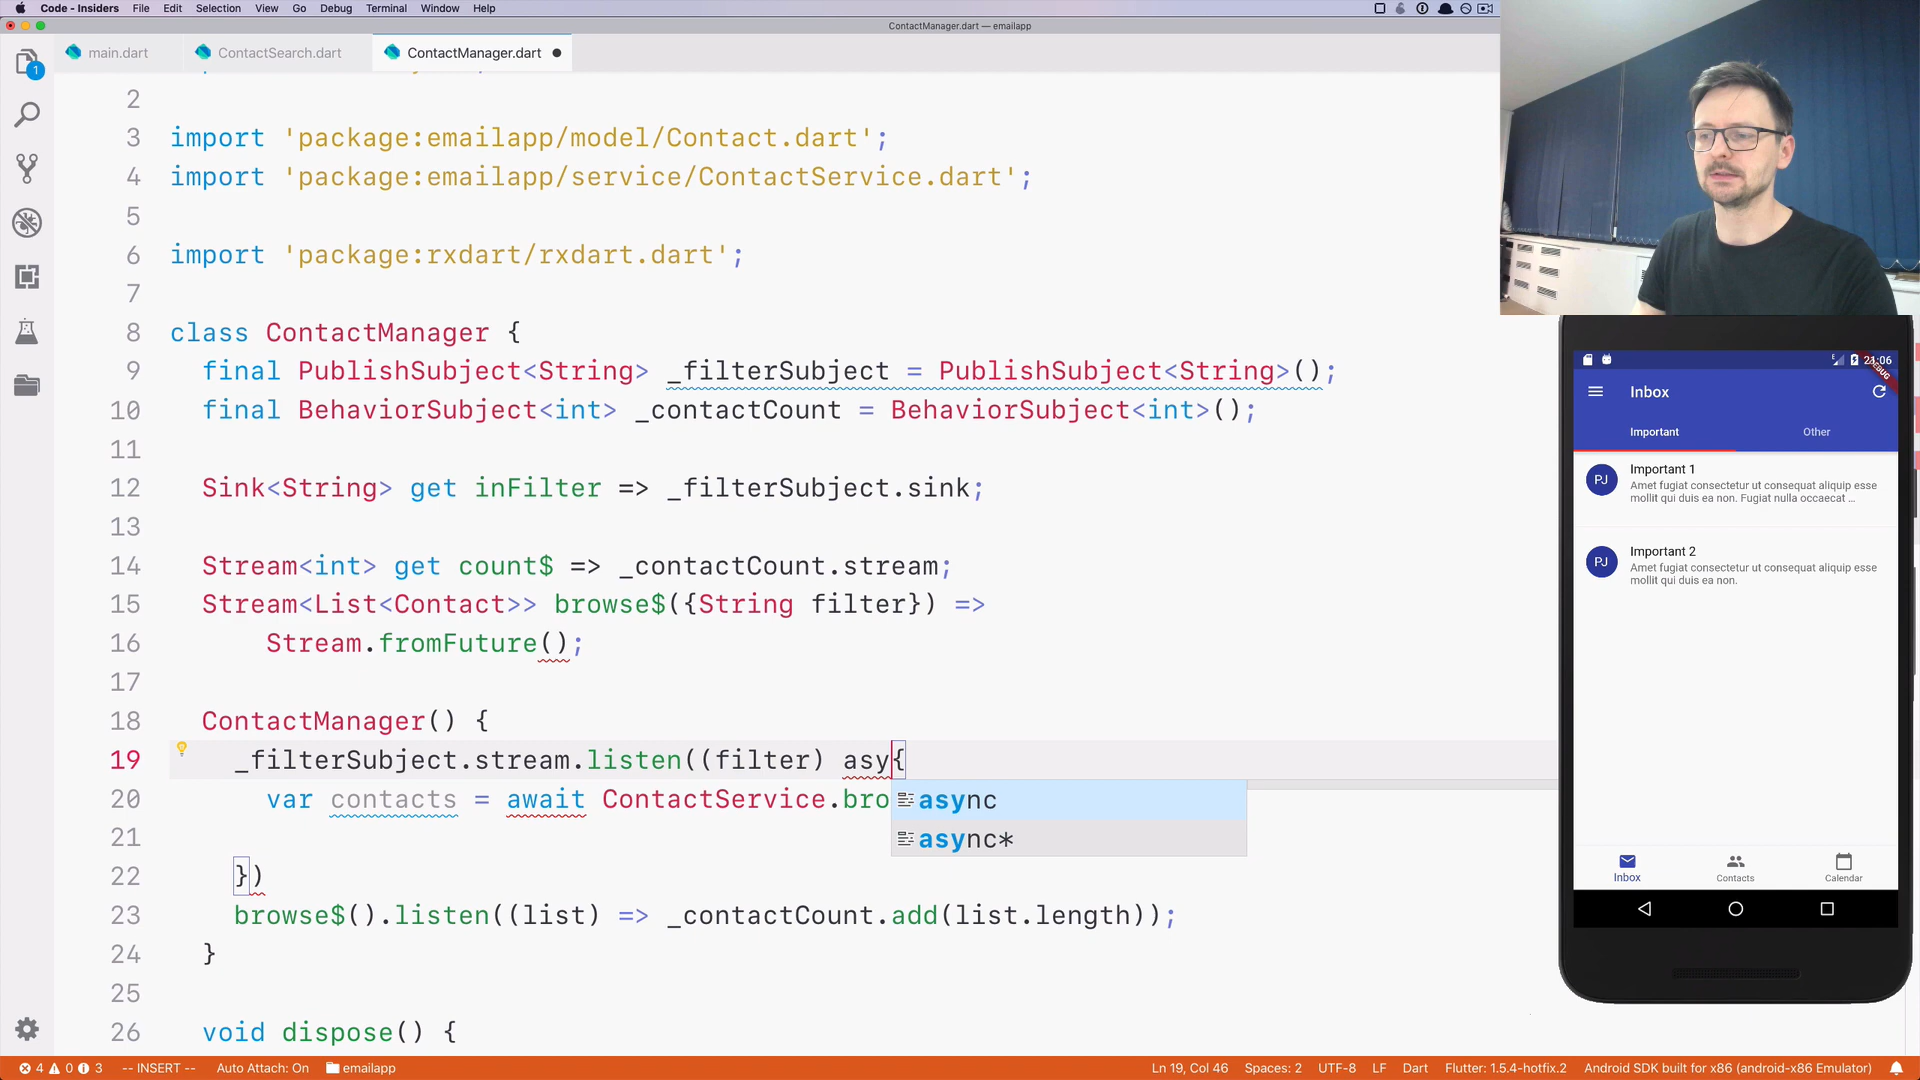 Code - Insiders File Edit Selection View Go Debug Terminal Window Help
ContactManager.dart — emailapp
main.dart ContactSearch.dart ContactManager.dart
1
2
3 import 'package:emailapp/model/Contact.dart';
4 import 'package:emailapp/service/ContactService.dart';
5
6 import 'package:rxdart/rxdart.dart';
7
8 class ContactManager {
9 final PublishSubject<String> _filterSubject = PublishSubject<String>();
10 final BehaviorSubject<int> _contactCount = BehaviorSubject<int>();
11
12 Sink<String> get inFilter => _filterSubject.sink;
13
14 Stream<int> get count$ => _contactCount.stream;
15 Stream<List<Contact>> browse$({String filter}) =>
16 Stream.fromFuture();
17
18 ContactManager() {
19 _filterSubject.stream.listen((filter) asy{
20 var contacts = await ContactService.bro
async
async*
21
22 })
23 browse$().listen((list) => _contactCount.add(list.length));
24 }
25
26 void dispose() {
4 0 3 -- INSERT -- Auto Attach: On emailapp Ln 19, Col 46 Spaces: 2 UTF-8 LF Dart Flutter: 1.5.4-hotfix.2 Android SDK built for x86 (android-x86 Emulator)
21:06
DEBUG
Inbox
Important Other
PJ
Important 1
Amet fugiat consectetur ut consequat aliquip esse
mollit qui duis ea non. Fugiat nulla occaecat ...
PJ
Important 2
Amet fugiat consectetur ut consequat aliquip esse
mollit qui duis ea non.
Inbox Contacts Calendar